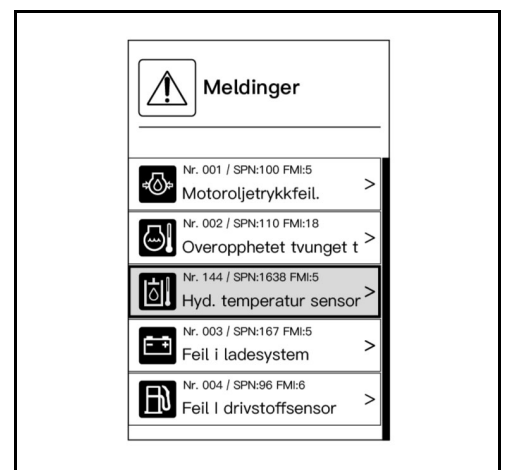 Meldinger
Nr. 001 / SPN:100 FMI:5
Motoroljetrykkfeil.
>
Nr. 002 / SPN:110 FMI:18
Overopphetet tvunget t
>
Nr. 144 / SPN:1638 FMI:5
Hyd. temperatur sensor
>
Nr. 003 / SPN:167 FMI:5
Feil i ladesystem
>
Nr. 004 / SPN:96 FMI:6
Feil I drivstoffsensor
>